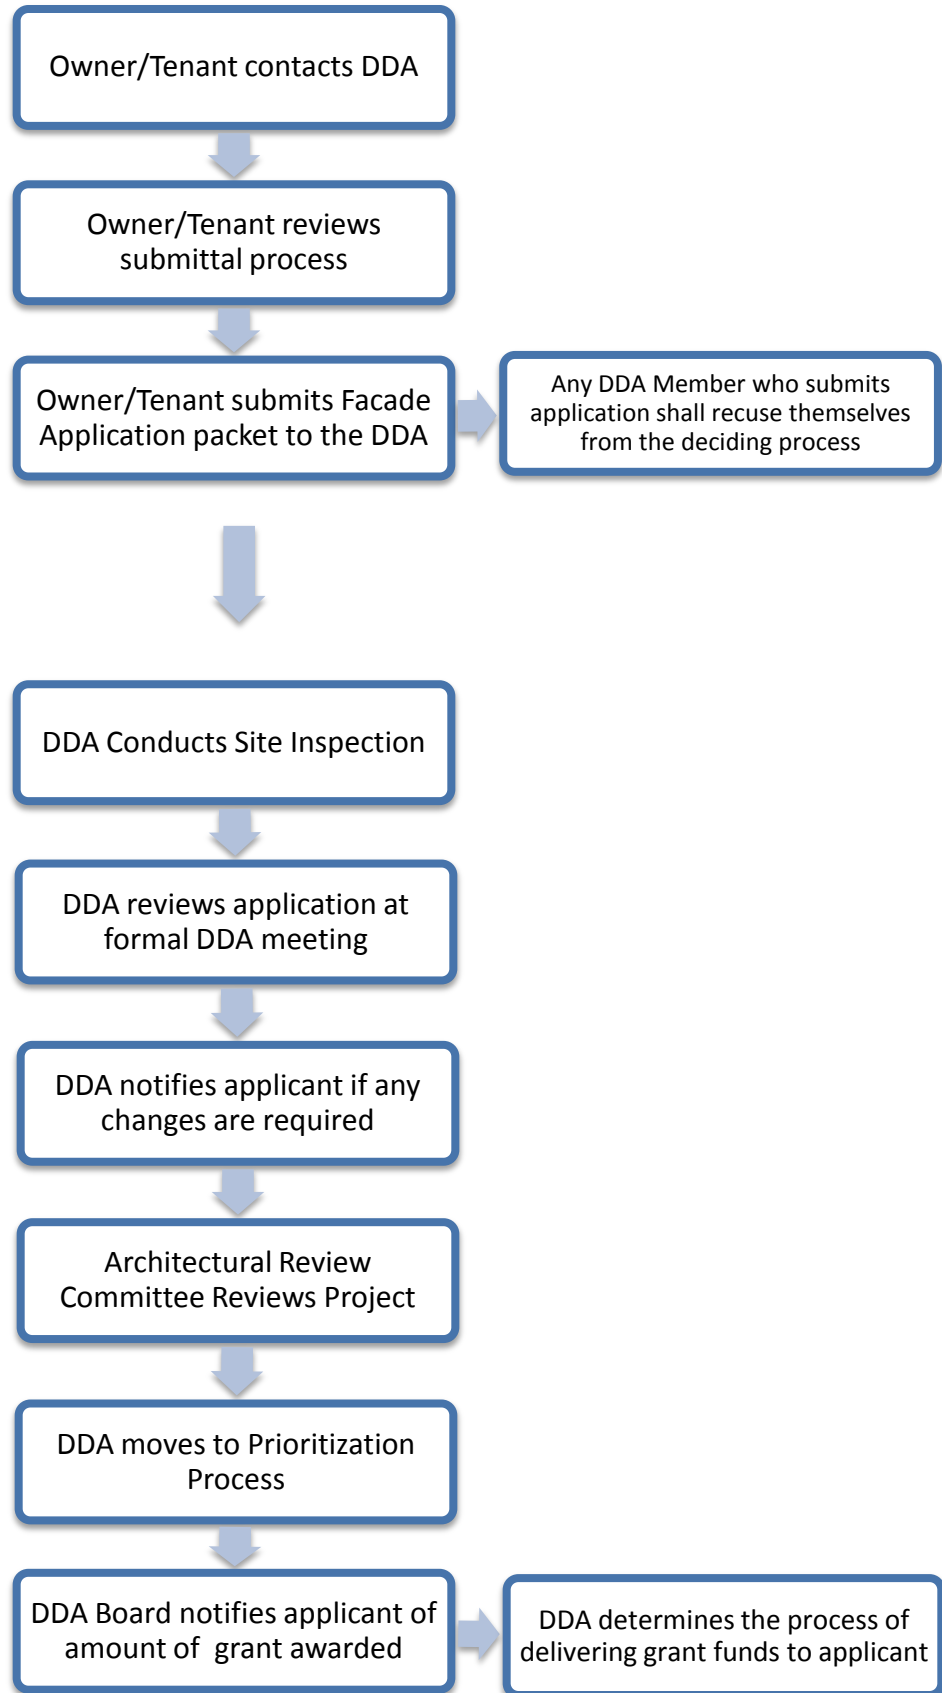 Owner/Tenant contacts DDA
Owner/Tenant reviews
submittal process
Owner/Tenant submits Facade
Application packet to the DDA
Any DDA Member who submits
application shall recuse themselves
from the deciding process
DDA Conducts Site Inspection
DDA reviews application at
formal DDA meeting
DDA notifies applicant if any
changes are required
Architectural Review
Committee Reviews Project
DDA moves to Prioritization
Process
DDA Board notifies applicant of
amount of grant awarded
DDA determines the process of
delivering grant funds to applicant